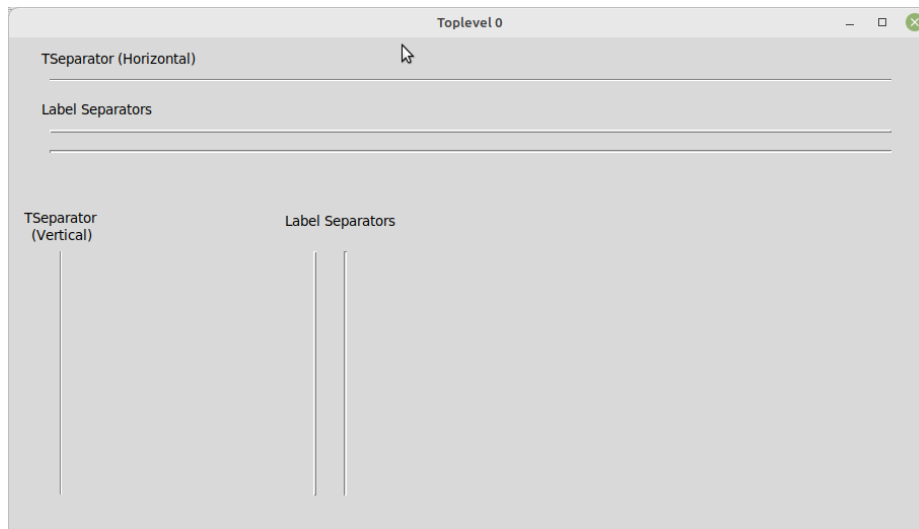 Toplevel 0
TSeparator (Horizontal)
Label Separators
TSeparator
(Vertical)
Label Separators